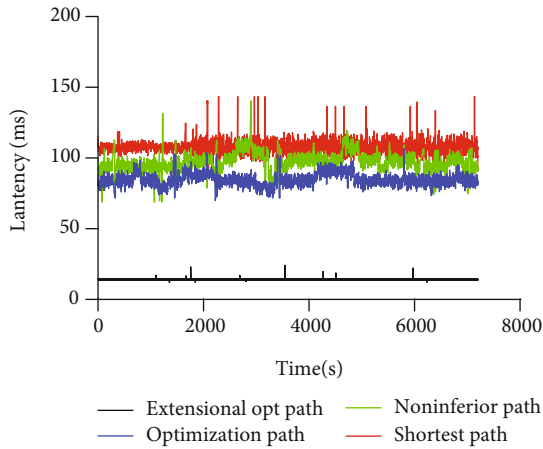 200
150
100
50
0
Lantency (ms)
0 2000 4000 6000 8000
Time(s)
Extensional opt path
Noninferior path
Optimization path
Shortest path